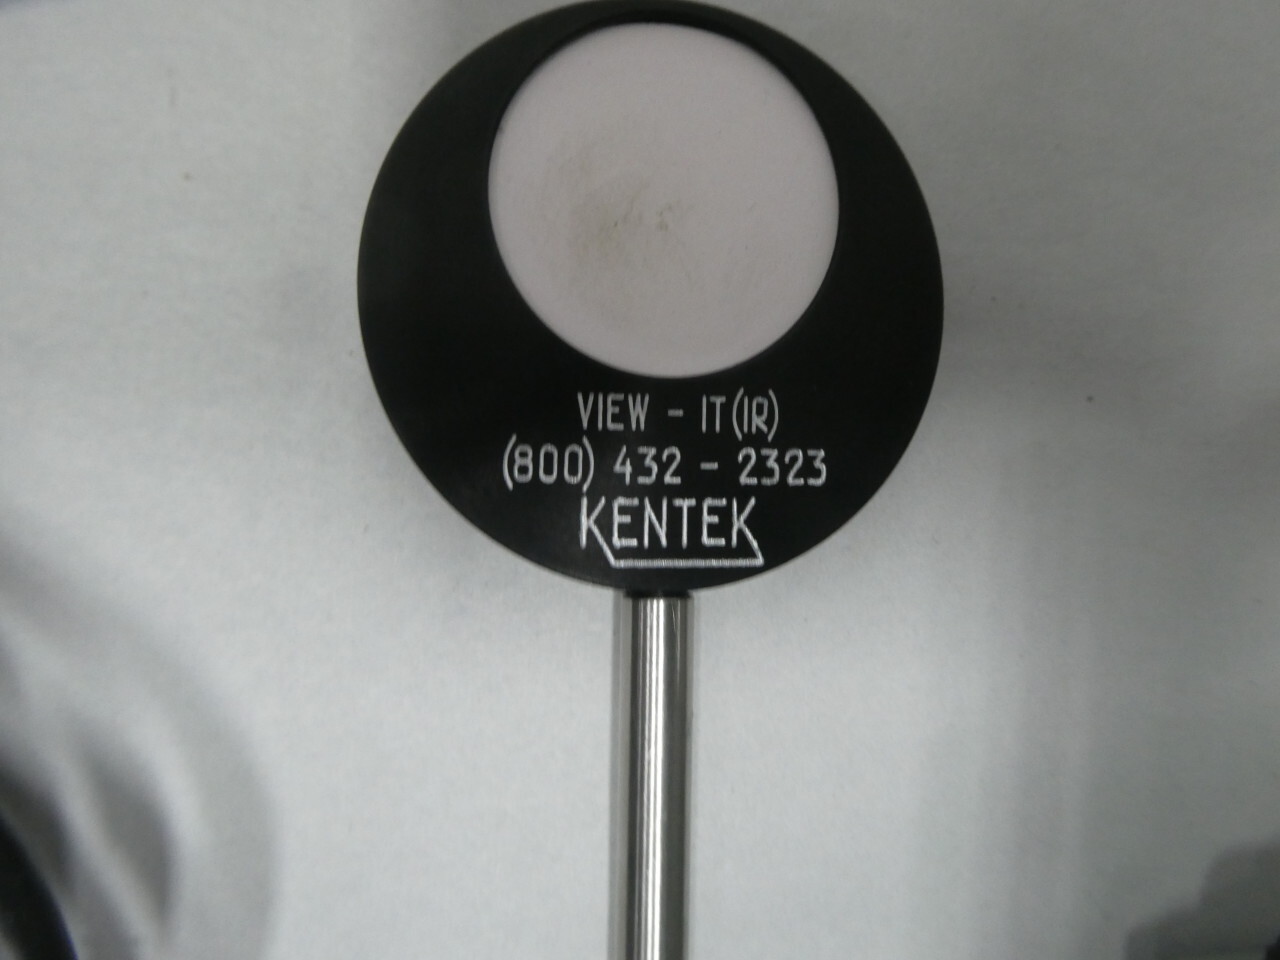 VIEW - IT (IR)
(800) 432 - 2323
KENTEK